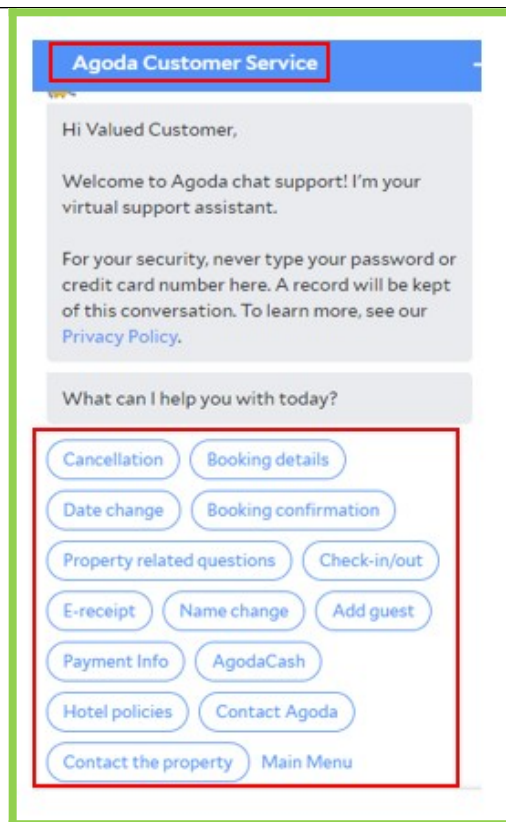 Agoda Customer Service
Hi Valued Customer,
Welcome to Agoda chat support! I'm your
virtual support assistant.
For your security, never type your password or
credit card number here. A record will be kept
of this conversation. To learn more, see our
Privacy Policy.
What can I help you with today?
Cancellation Booking details
Date change Booking confirmation
Property related questions Check-in/out
E-receipt Name change Add guest
Payment Info AgodaCash
Hotel policies Contact Agoda
Contact the property Main Menu